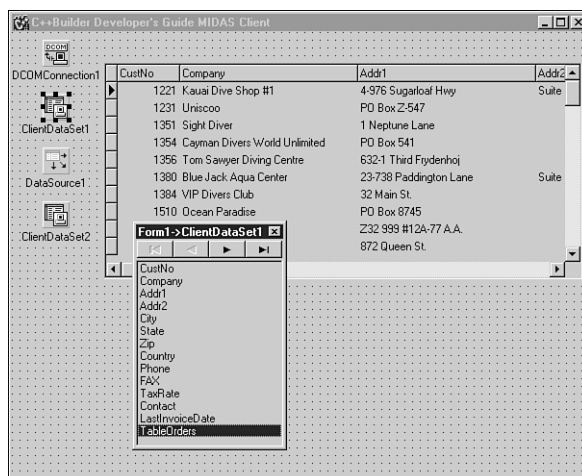 C++Builder Developer's Guide MIDAS Client
DCOM
DCOMConnection1
ClientDataSet1
DataSource1
ClientDataSet2
CustNo Company Addr1 Addr2
1221 Kauai Dive Shop #1 4-976 Sugarloaf Hwy Suite
1231 Unisco PO Box Z-547
1351 Sight Diver 1 Neptune Lane
1354 Cayman Divers World Unlimited PO Box 541
1356 Tom Sawyer Diving Centre 632-1 Third Frydenhoj
1380 Blue Jack Aqua Center 23-738 Paddington Lane Suite
1384 VIP Divers Club 32 Main St.
1510 Ocean Paradise PO Box 8745
Z32 999 #12A-77 A.A.
872 Queen St.
Form1->ClientDataSet1
CustNo
Company
Addr1
Addr2
City
State
Zip
Country
Phone
FAX
TaxRate
Contact
LastInvoiceDate
TableOrders